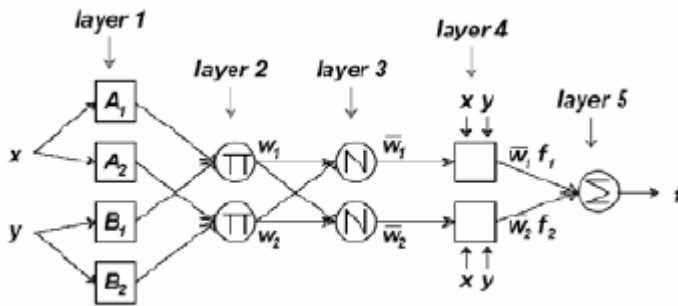 layer 1
layer 4
layer 2
layer 3
layer 5
A₁
x y
w₁
w̅₁
w̅₁ f₁
x
A₂
Π
N
Σ
f
y
B₁
Π
N
w₂
w̅₂
w̅₂ f₂
B₂
x y